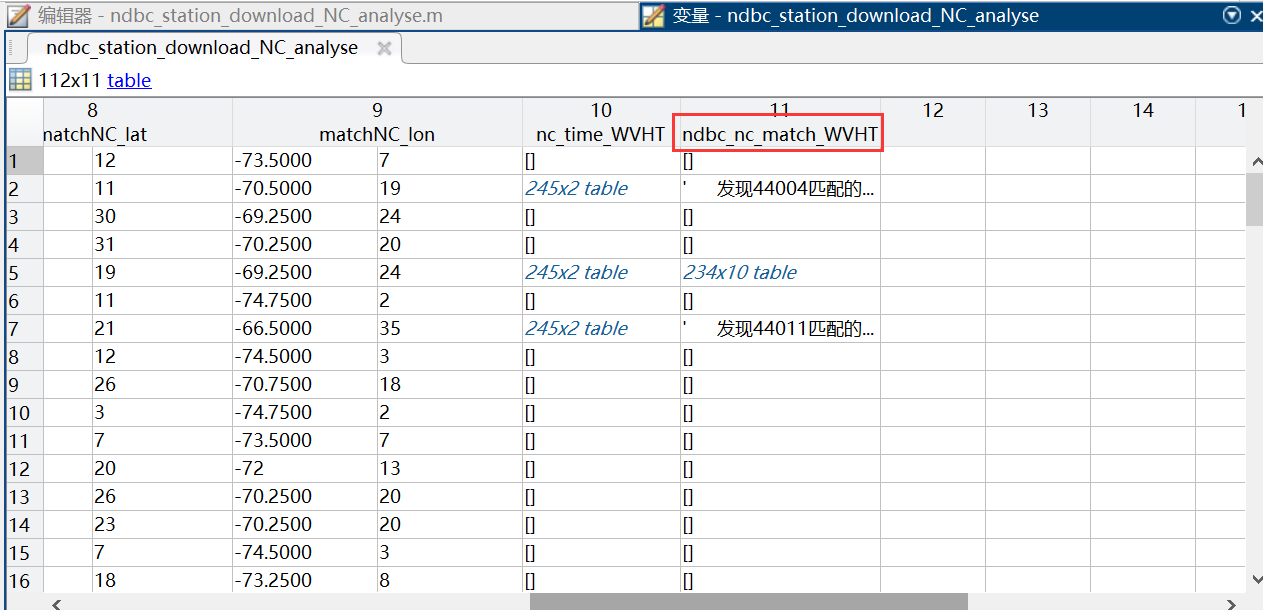 编辑器 - ndbc_station_download_NC_analyse.m 变量 - ndbc_station_download_NC_analyse
ndbc_station_download_NC_analyse
112x11 table
8 9 10 11 12 13 14 1
natchNC_lat matchNC_lon nc_time_WVHT ndbc_nc_match_WVHT
1 12 -73.5000 7 [] []
2 11 -70.5000 19 245x2 table ' 发现44004匹配的...
3 30 -69.2500 24 [] []
4 31 -70.2500 20 [] []
5 19 -69.2500 24 245x2 table 234x10 table
6 11 -74.7500 2 [] []
7 21 -66.5000 35 245x2 table ' 发现44011匹配的...
8 12 -74.5000 3 [] []
9 26 -70.7500 18 [] []
10 3 -74.7500 2 [] []
11 7 -73.5000 7 [] []
12 20 -72 13 [] []
13 26 -70.2500 20 [] []
14 23 -70.2500 20 [] []
15 7 -74.5000 3 [] []
16 18 -73.2500 8 [] []